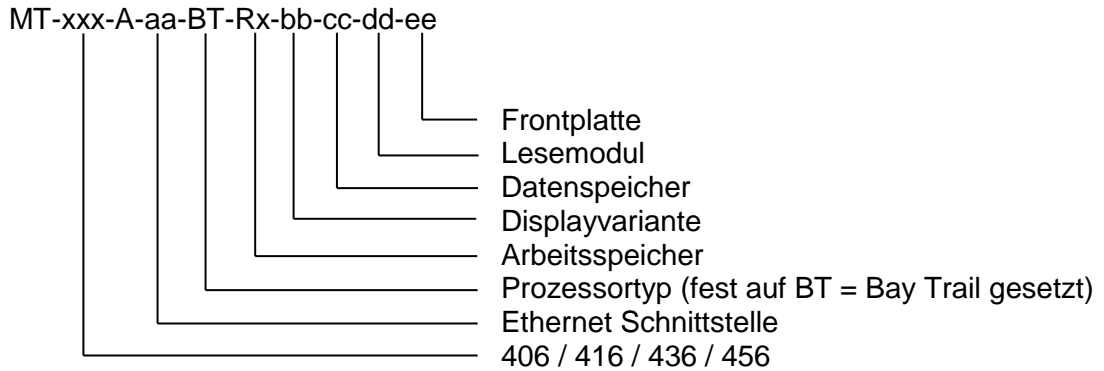 MT-xxx-A-aa-BT-Rx-bb-cc-dd-ee
Frontplatte
Lesemodul
Datenspeicher
Displayvariante
Arbeitsspeicher
Prozessortyp (fest auf BT = Bay Trail gesetzt)
Ethernet Schnittstelle
406 / 416 / 436 / 456